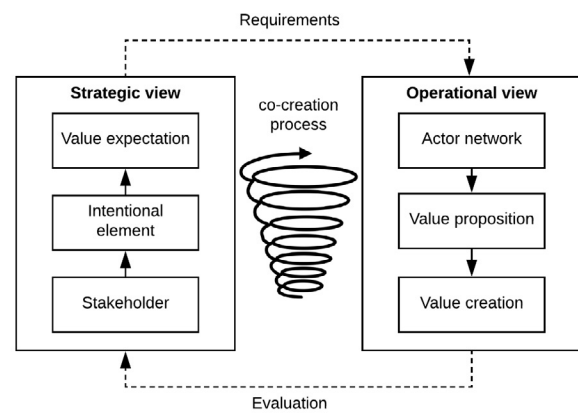 Requirements
Strategic view
Value expectation
Intentional
element
Stakeholder
co-creation
process
Operational view
Actor network
Value proposition
Value creation
Evaluation